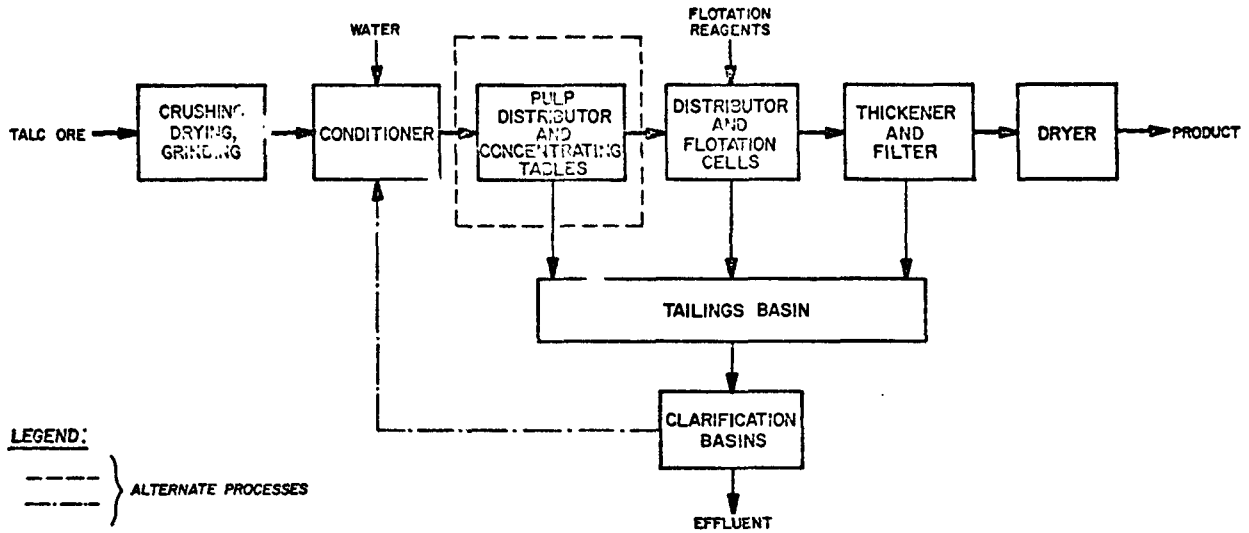 FLOTATION
REAGENTS
WATER
TALC ORE
CRUSHING
DRYING,
GRINDING
CONDITIONER
PULP
DISTRIBUTOR
AND
CONCENTRATING
TABLES
DISTRIBUTOR
AND
FLOTATION
CELLS
THICKENER
AND
FILTER
DRYER
PRODUCT
TAILINGS BASIN
CLARIFICATION
BASINS
EFFLUENT
LEGEND:
ALTERNATE PROCESSES